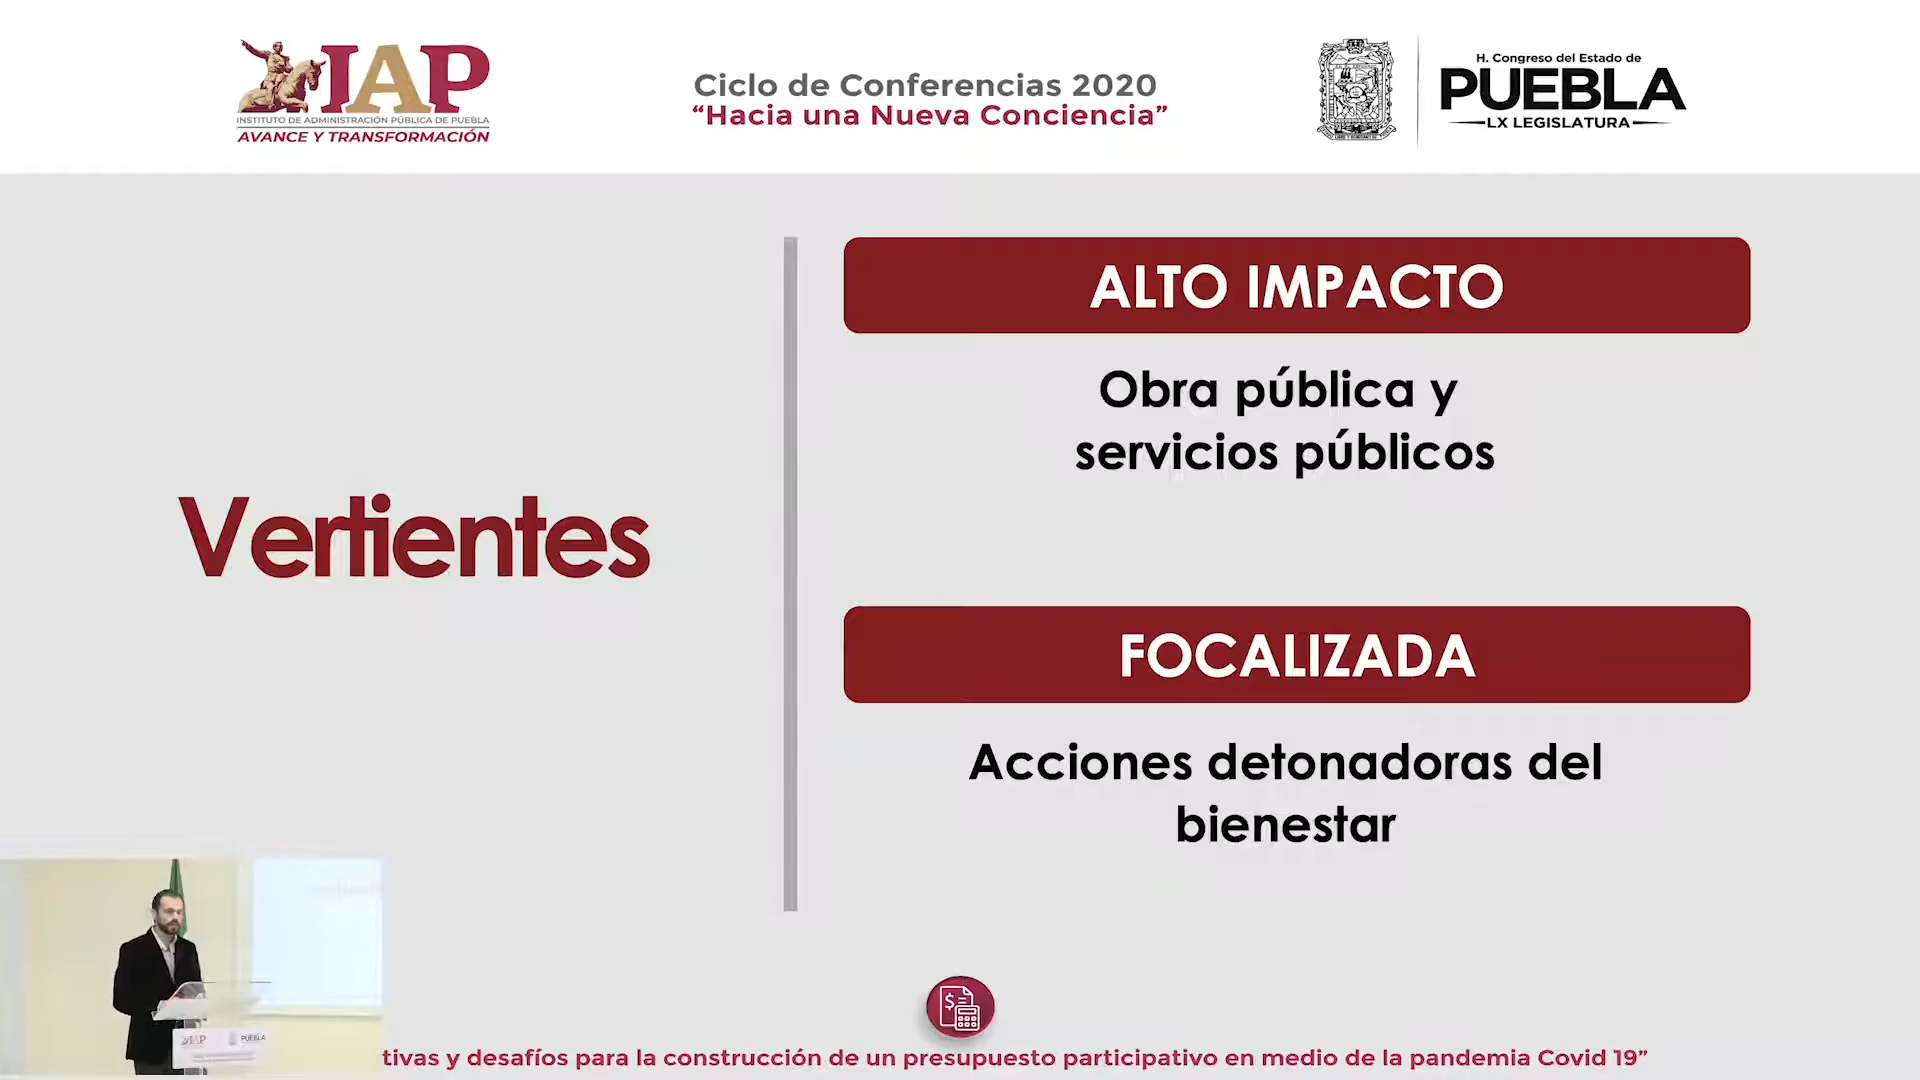 IAP
INSTITUTO DE ADMINISTRACIÓN PÚBLICA DE PUEBLA
AVANCE Y TRANSFORMACIÓN
Ciclo de Conferencias 2020
“Hacia una Nueva Conciencia”
H. Congreso del Estado de
PUEBLA
LX LEGISLATURA
Vertientes
ALTO IMPACTO
Obra pública y
servicios públicos
FOCALIZADA
Acciones detonadoras del
bienestar
IAP
PUEBLA
tivas y desafíos para la construcción de un presupuesto participativo en medio de la pandemia Covid 19”